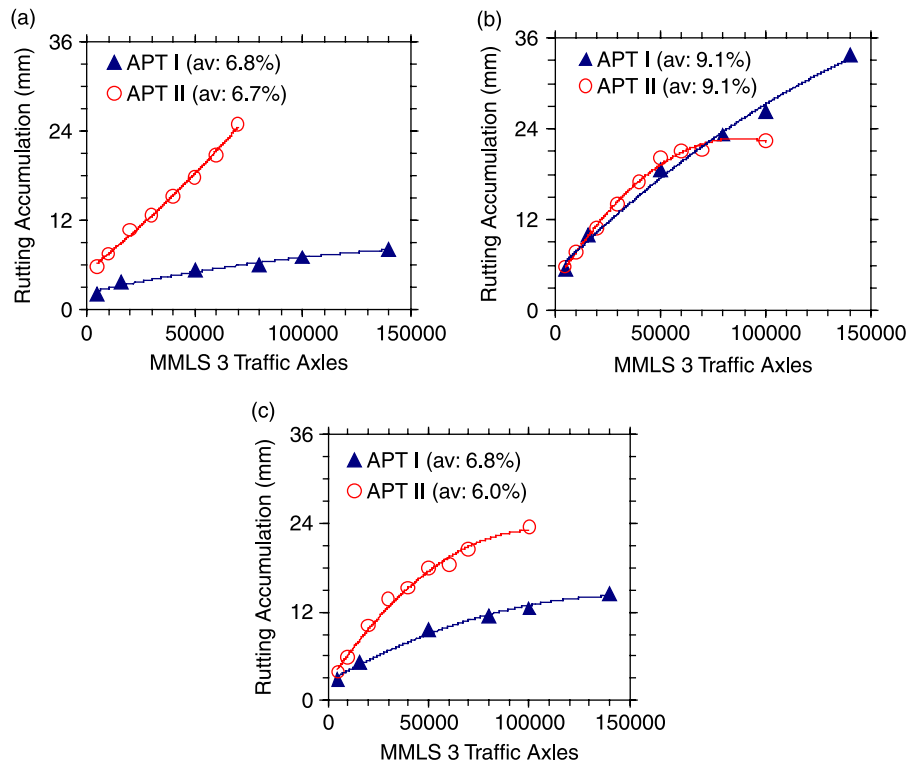 (a)
Rutting Accumulation (mm)
36
24
12
0
APT I (av: 6.8%)
APT II (av: 6.7%)
0 50000 100000 150000
MMLS 3 Traffic Axles
(b)
Rutting Accumulation (mm)
36
24
12
0
APT I (av: 9.1%)
APT II (av: 9.1%)
0 50000 100000 150000
MMLS 3 Traffic Axles
(c)
Rutting Accumulation (mm)
36
24
12
0
APT I (av: 6.8%)
APT II (av: 6.0%)
0 50000 100000 150000
MMLS 3 Traffic Axles